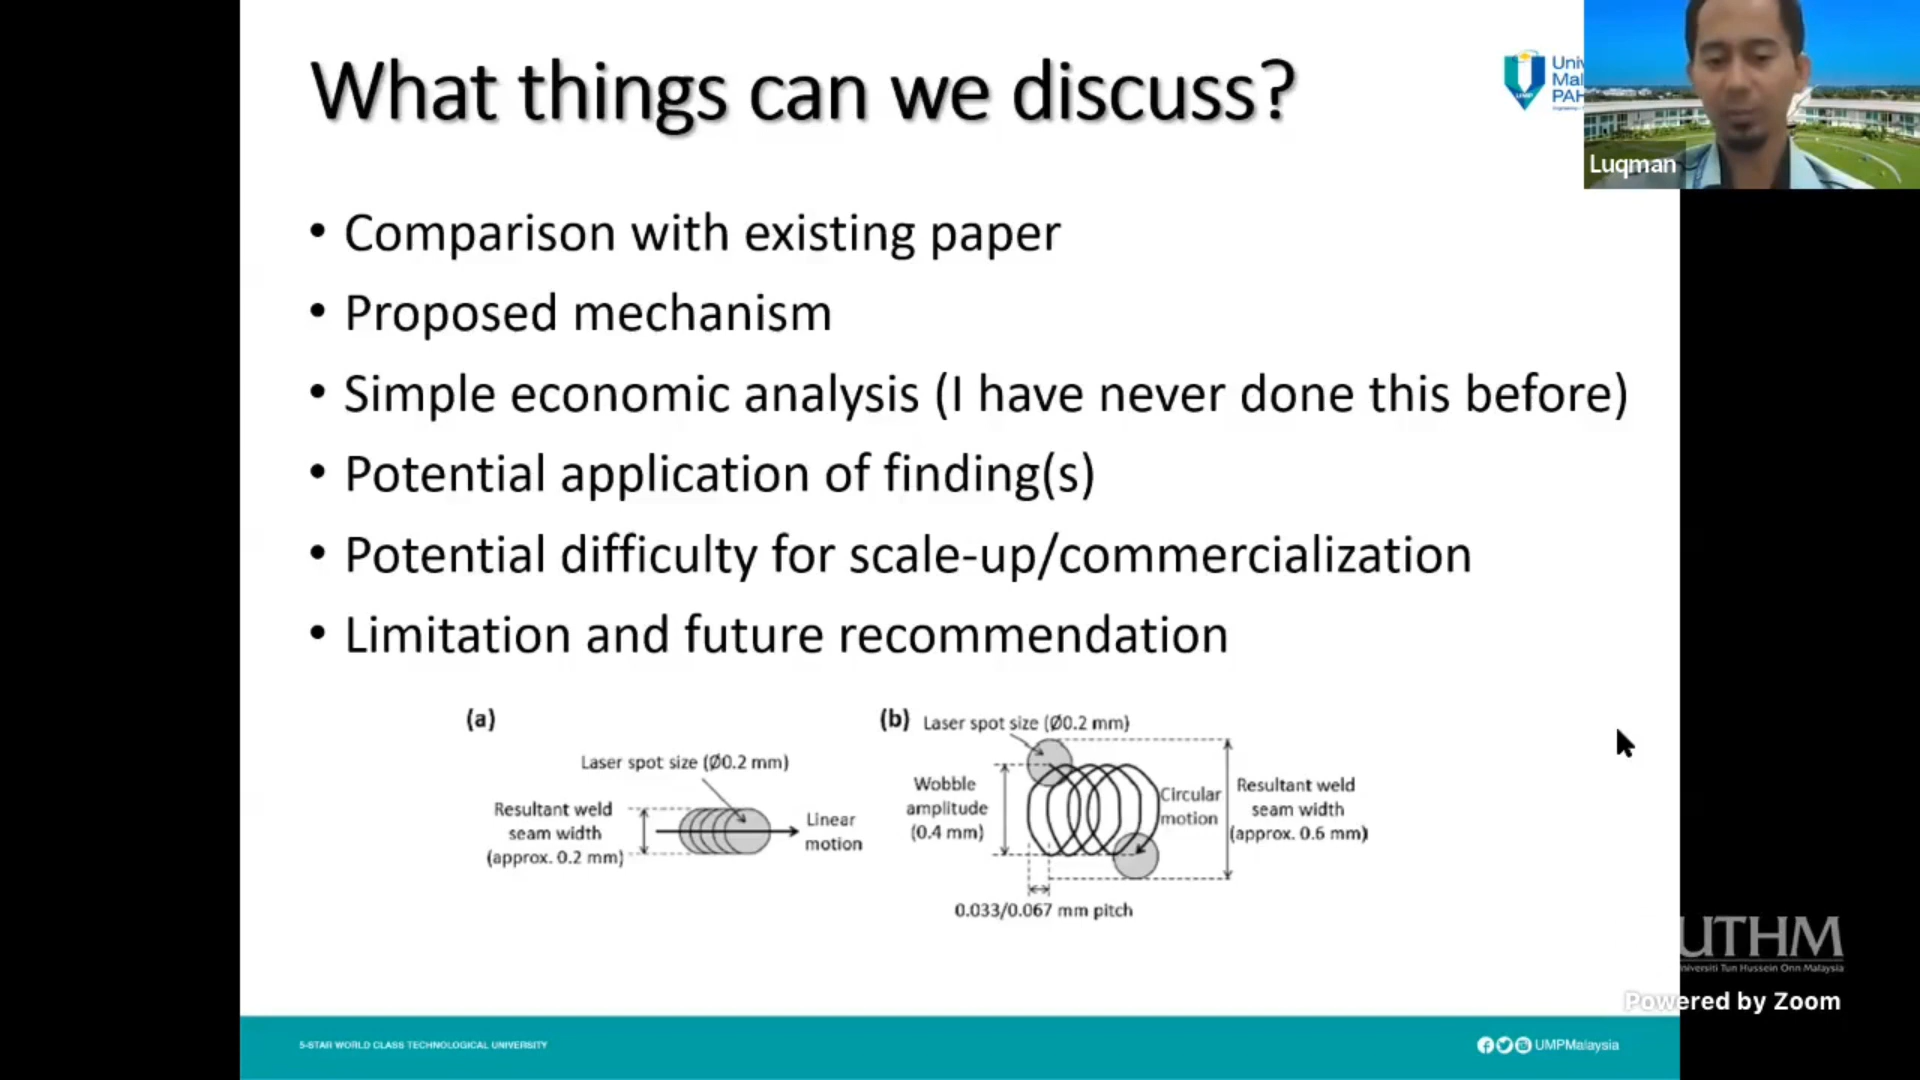 What things can we discuss?
Univ
Mal
PAH
Luqman
• Comparison with existing paper
• Proposed mechanism
• Simple economic analysis (I have never done this before)
• Potential application of finding(s)
• Potential difficulty for scale-up/commercialization
• Limitation and future recommendation
(a)
Laser spot size (Ø0.2 mm)
Resultant weld
seam width
(approx. 0.2 mm)
Linear
motion
(b)
Laser spot size (Ø0.2 mm)
Wobble
amplitude
(0.4 mm)
Circular
motion
Resultant weld
seam width
(approx. 0.6 mm)
0.033/0.067 mm pitch
UTHM
Universiti Tun Hussein Onn Malaysia
Powered by Zoom
5-STAR WORLD CLASS TECHNOLOGICAL UNIVERSITY
UMPMalaysia